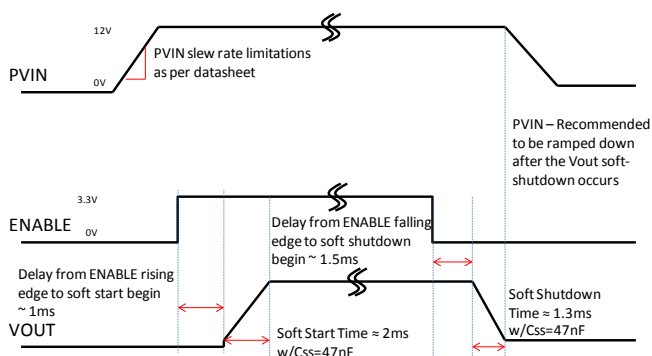 12V
PVIN
0V
PVIN slew rate limitations
as per datasheet
PVIN – Recommended
to be ramped down
after the Vout soft-
shutdown occurs
3.3V
ENABLE
0V
Delay from ENABLE falling
edge to soft shutdown
begin ~ 1.5ms
Delay from ENABLE rising
edge to soft start begin
~ 1ms
VOUT
Soft Start Time ≈ 2ms
w/Css=47nF
Soft Shutdown
Time ≈ 1.3ms
w/Css=47nF